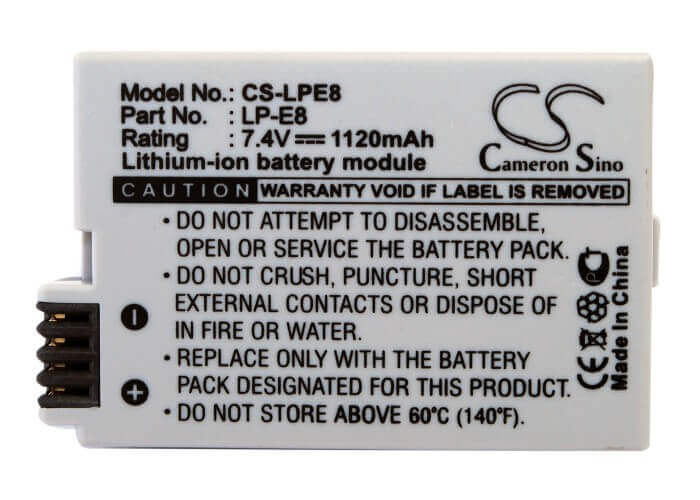 Model No.: CS-LPE8
Part No. : LP-E8
Rating : 7.4V 1120mAh
Lithium-ion battery module
CS
Cameron Sino
CAUTION WARRANTY VOID IF LABEL IS REMOVED
•DO NOT ATTEMPT TO DISASSEMBLE,
OPEN OR SERVICE THE BATTERY PACK.
•DO NOT CRUSH, PUNCTURE, SHORT
EXTERNAL CONTACTS OR DISPOSE OF
IN FIRE OR WATER.
•REPLACE ONLY WITH THE BATTERY
PACK DESIGNATED FOR THIS PRODUCT.
•DO NOT STORE ABOVE 60°C (140°F).
−
+
PC
CE
Made in China